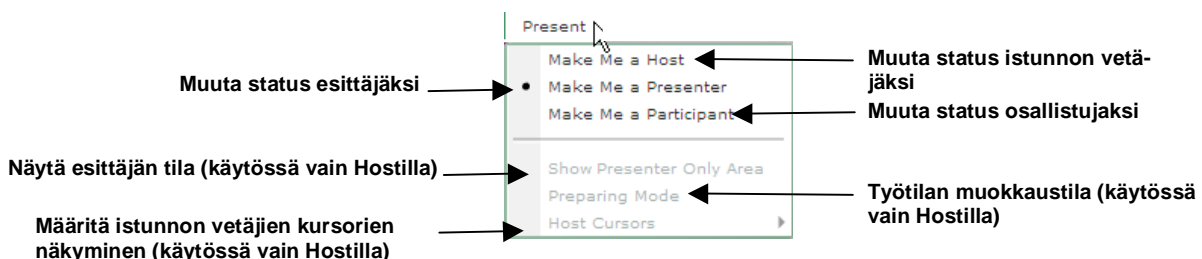 Present
Make Me a Host
Make Me a Presenter
Make Me a Participant
Show Presenter Only Area
Preparing Mode
Host Cursors
Muuta status esittäjäksi
Näytä esittäjän tila (käytössä vain Hostilla)
Määritä istunnon vetäjien kursorien
näkyminen (käytössä vain Hostilla)
Muuta status istunnon vetä-
jäksi
Muuta status osallistujaksi
Työtilan muokkaustila (käytössä
vain Hostilla)